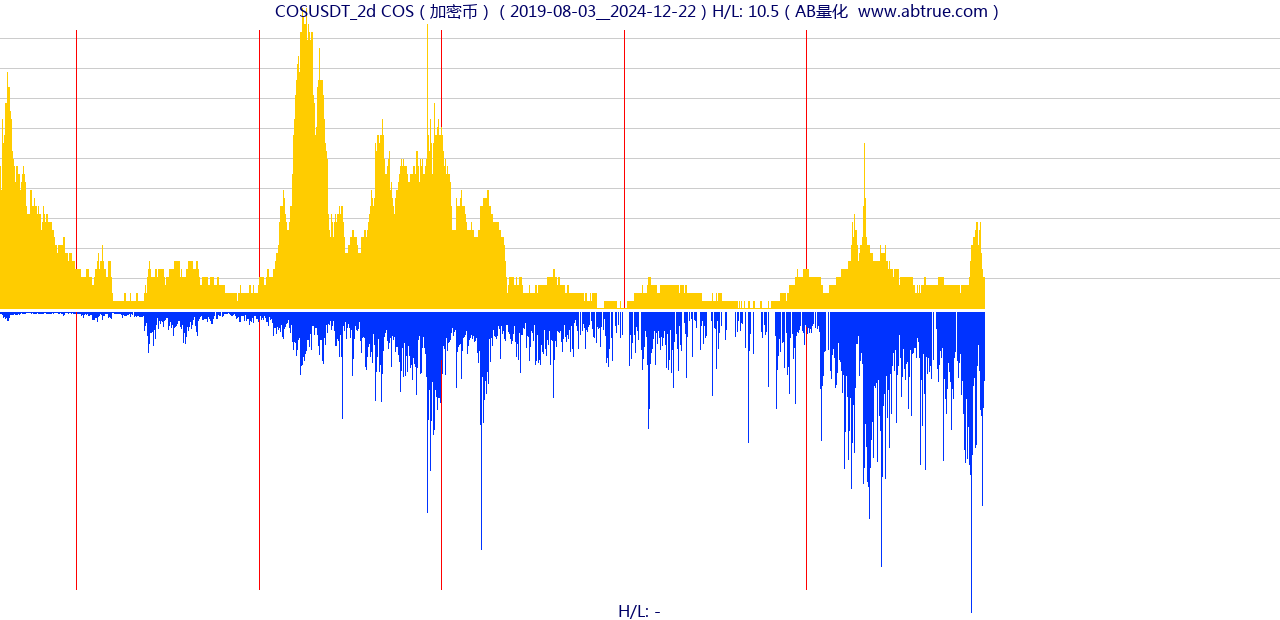 COSUSDT_2d COS（加密币）（2019-08-03__2024-12-22）H/L: 10.5（AB量化  www.abtrue.com）
H/L: -